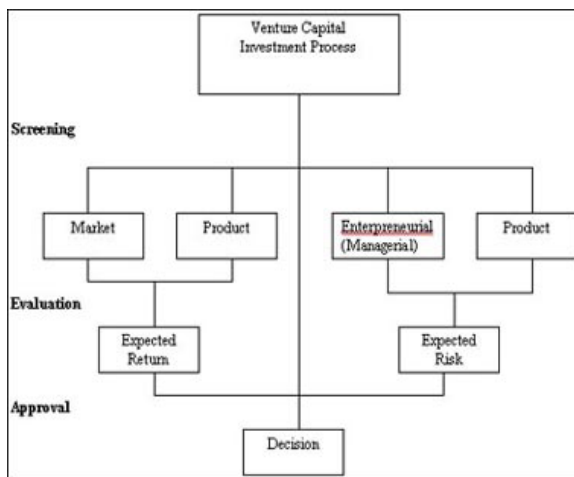 Venture Capital
Investment Process
Screening
Market
Product
Enterpreneurial
(Managerial)
Product
Evaluation
Expected
Return
Expected
Risk
Approval
Decision